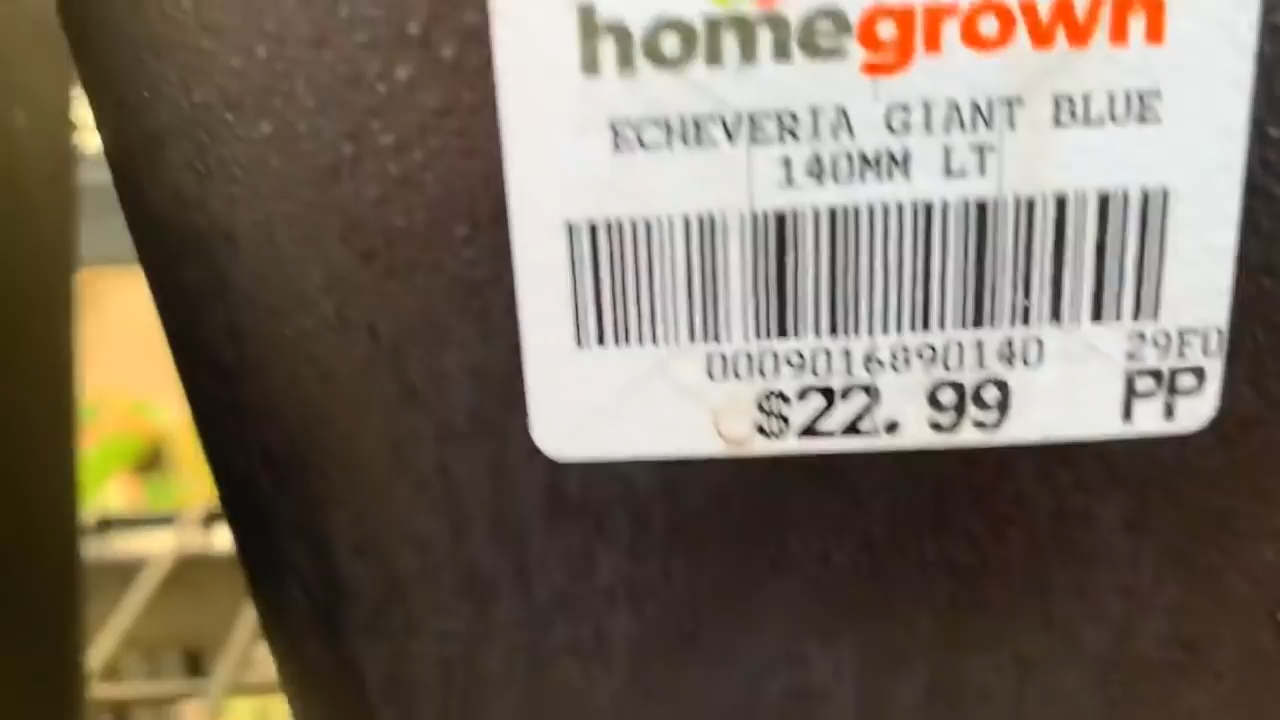 homegrown
ECHEVERIA GIANT BLUE
140MM LT
0009016890140
29FU
$22.99
PP